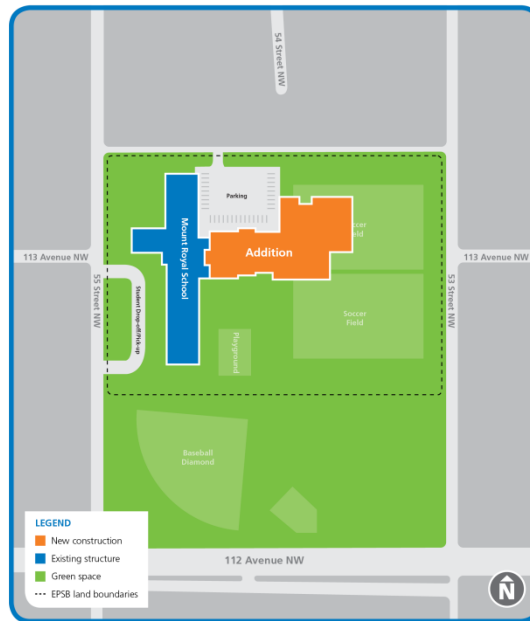 54 Street NW
Parking
Mount Royal School
Addition
Soccer
Field
113 Avenue NW
113 Avenue NW
55 Street NW
53 Street NW
Student Drop-off/Pick-up
Soccer
Field
Playground
Baseball
Diamond
LEGEND
New construction
Existing structure
Green space
EPSB land boundaries
112 Avenue NW
N